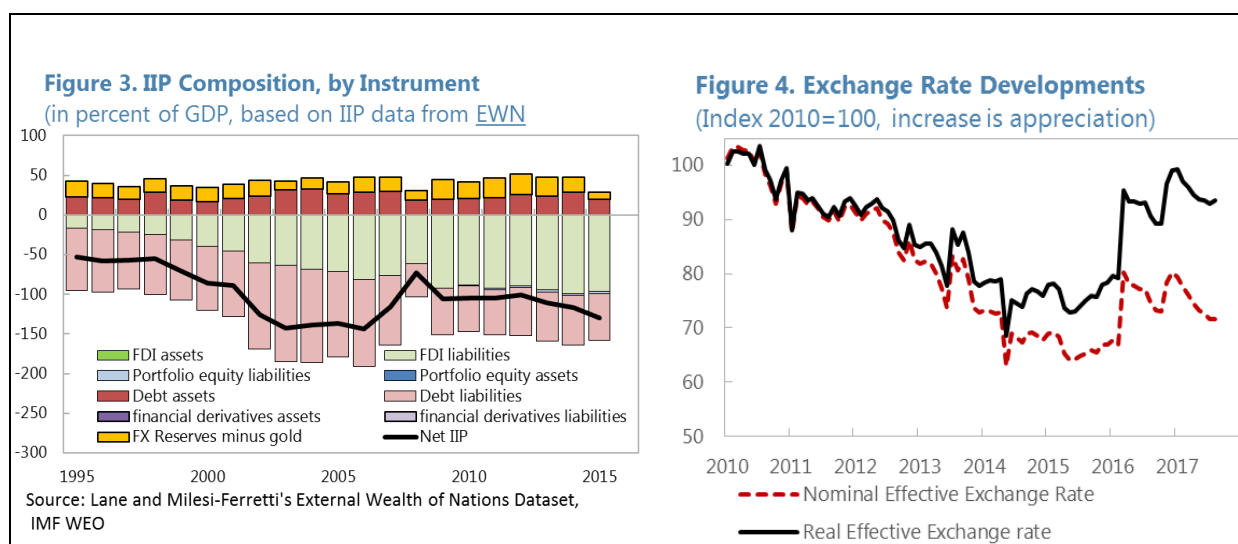 Figure 3. IIP Composition, by Instrument
(in percent of GDP, based on IIP data from EWN
100
50
0
-50
-100
-150
-200
-250
-300
FDI assets
FDI liabilities
Portfolio equity liabilities
Portfolio equity assets
Debt assets
Debt liabilities
financial derivatives assets
financial derivatives liabilities
FX Reserves minus gold
Net IIP
1995
2000
2005
2010
2015
Source: Lane and Milesi-Ferretti's External Wealth of Nations Dataset,
IMF WEO
Figure 4. Exchange Rate Developments
(Index 2010=100, increase is appreciation)
100
90
80
70
60
50
2010 2011 2012 2013 2014 2015 2016 2017
Nominal Effective Exchange Rate
Real Effective Exchange rate